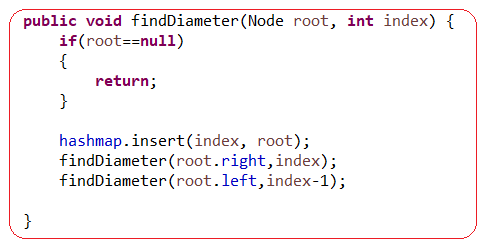 public void findDiameter(Node root, int index) {
if(root==null)
{
return;
}
hashmap.insert(index, root);
findDiameter(root.right,index);
findDiameter(root.left,index-1);
}